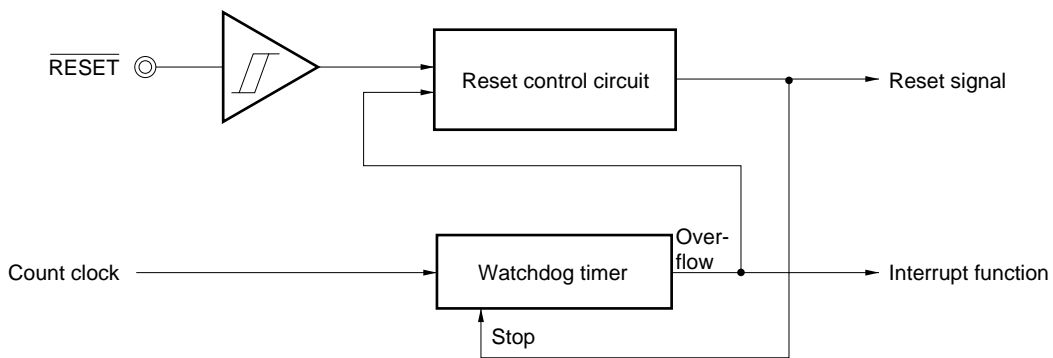 RESET
Reset control circuit
Reset signal
Over-
flow
Count clock
Watchdog timer
Interrupt function
Stop